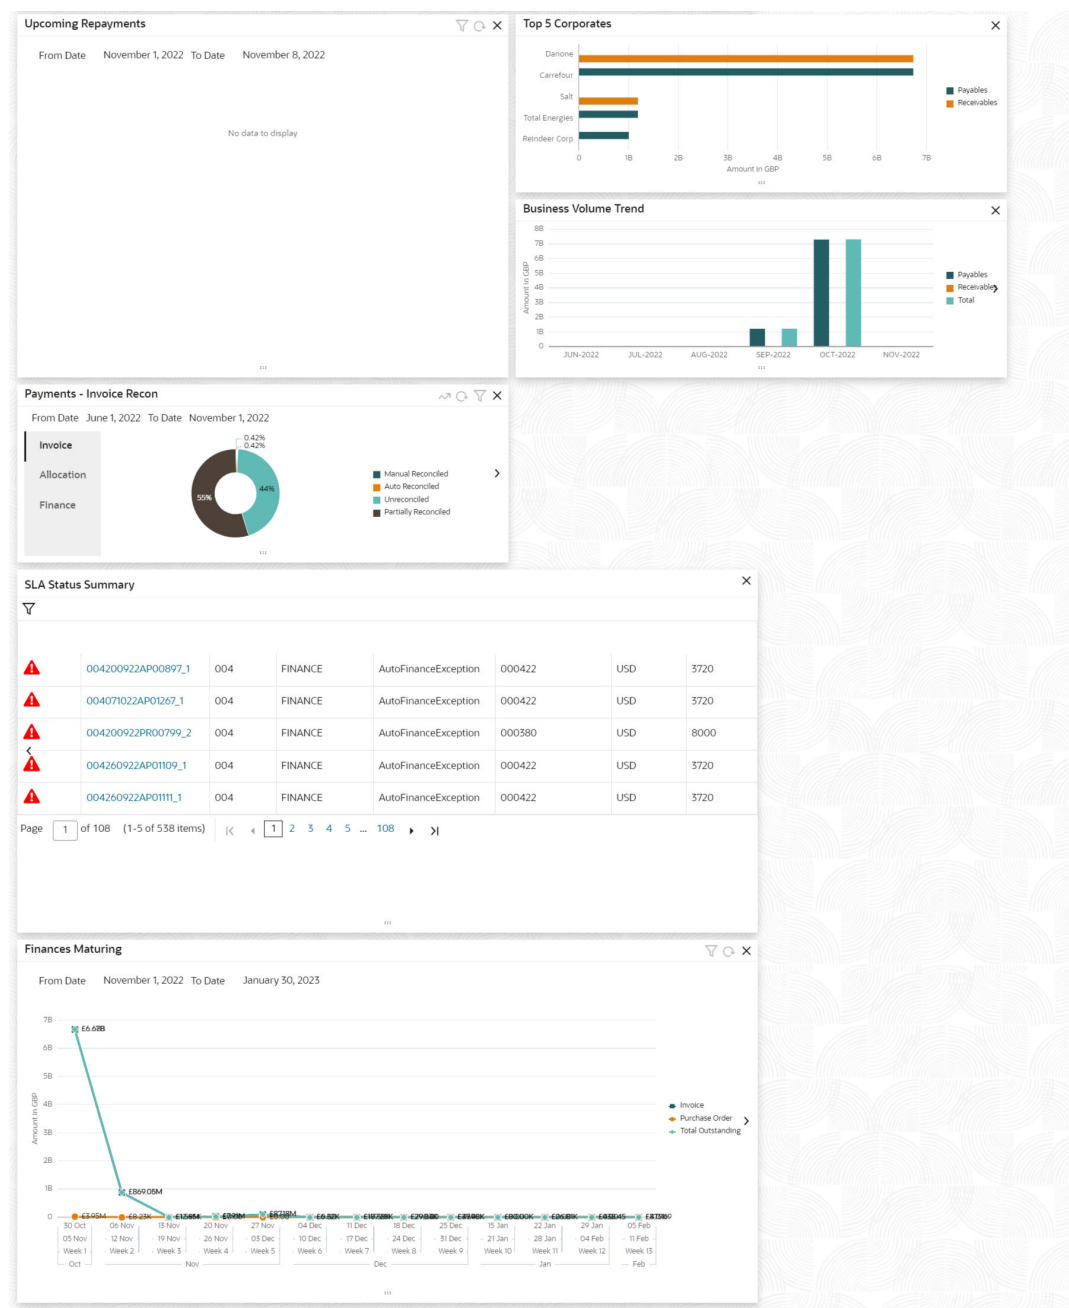 Upcoming Repayments
From Date November 1, 2022 To Date November 8, 2022
No data to display
Top 5 Corporates
Danone
Carrefour
Salt
Total Energies
Reindeer Corp
0 1B 2B 3B 4B 5B 6B 7B
Amount in GBP
Payables
Receivables
Business Volume Trend
8B
7B
6B
5B
4B
3B
2B
1B
0
Amount in GBP
JUN-2022 JUL-2022 AUG-2022 SEP-2022 OCT-2022 NOV-2022
Payables
Receivables
Total
Payments - Invoice Recon
From Date June 1, 2022 To Date November 1, 2022
Invoice
Allocation
Finance
0.42%
0.42%
55%
44%
Manual Reconciled
Auto Reconciled
Unreconciled
Partially Reconciled
SLA Status Summary
004200922AP00897_1 004 FINANCE AutoFinanceException 000422 USD 3720
004071022AP01267_1 004 FINANCE AutoFinanceException 000422 USD 3720
004200922PR00799_2 004 FINANCE AutoFinanceException 000380 USD 8000
004260922AP01109_1 004 FINANCE AutoFinanceException 000422 USD 3720
004260922AP01111_1 004 FINANCE AutoFinanceException 000422 USD 3720
Page 1 of 108 (1-5 of 538 items) 1 2 3 4 5 ... 108
Finances Maturing
From Date November 1, 2022 To Date January 30, 2023
7B
6B
5B
4B
3B
2B
1B
0
Amount in GBP
£869.05M
£3.95M £8.23K
30 Oct 06 Nov 13 Nov 20 Nov 27 Nov 04 Dec 11 Dec 18 Dec 25 Dec 15 Jan 22 Jan 29 Jan 05 Feb
05 Nov - 12 Nov - 19 Nov - 26 Nov - 03 Dec - 10 Dec - 17 Dec - 24 Dec - 31 Dec - 21 Jan - 28 Jan - 04 Feb - 11 Feb
Week 1 Week 2 Week 3 Week 4 Week 5 Week 6 Week 7 Week 8 Week 9 Week 10 Week 11 Week 12 Week 13
Oct Nov Dec Jan Feb
Invoice
Purchase Order
Total Outstanding